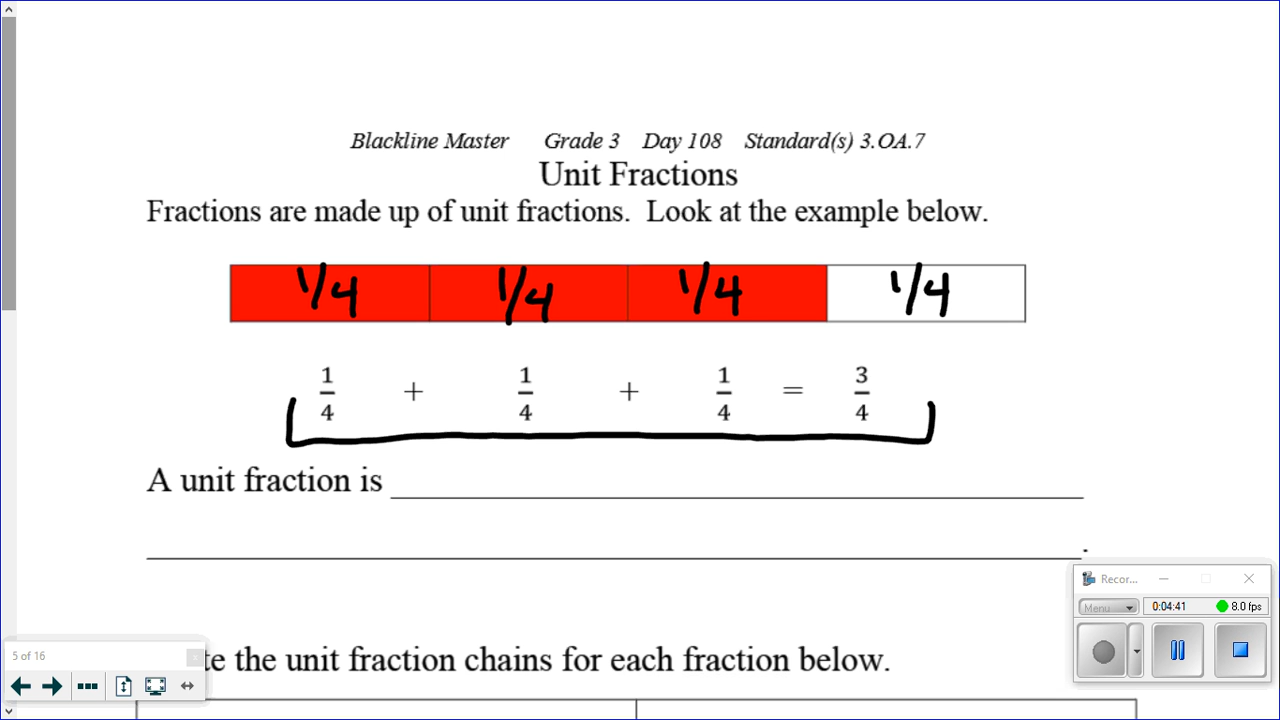 Blackline Master Grade 3 Day 108 Standard(s) 3.OA.7
Unit Fractions
Fractions are made up of unit fractions. Look at the example below.
1/4 1/4 1/4 1/4
1/4 + 1/4 + 1/4 = 3/4
A unit fraction is
.
Recor...
Menu 0:04:41 8.0 fps
5 of 16
te the unit fraction chains for each fraction below.